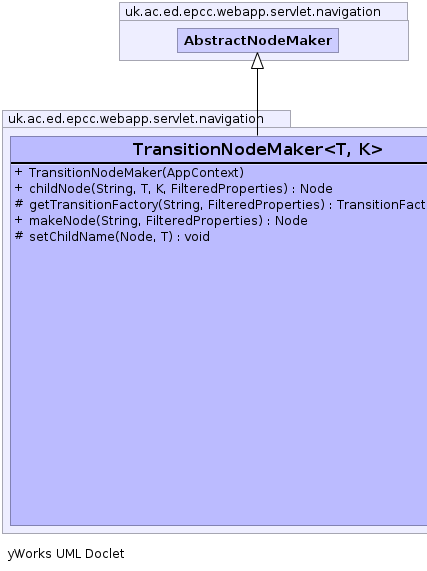 uk.ac.ed.epcc.webapp.servlet.navigation
AbstractNodeMaker
uk.ac.ed.epcc.webapp.servlet.navigation
TransitionNodeMaker<T, K>
+ TransitionNodeMaker(AppContext)
+ childNode(String, T, K, FilteredProperties) : Node
# getTransitionFactory(String, FilteredProperties) : TransitionFact
+ makeNode(String, FilteredProperties) : Node
# setChildName(Node, T) : void
yWorks UML Doclet